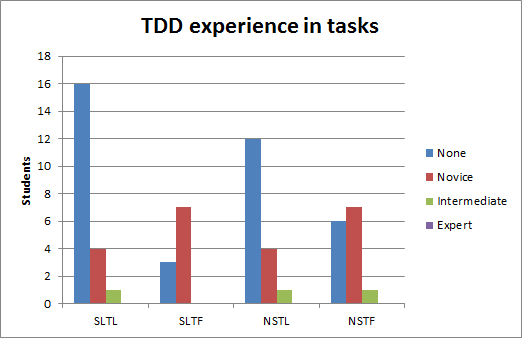 TDD experience in tasks
18
16
14
12
10
8
6
4
2
0
Students
SLTL SLTF NSTL NSTF
None
Novice
Intermediate
Expert